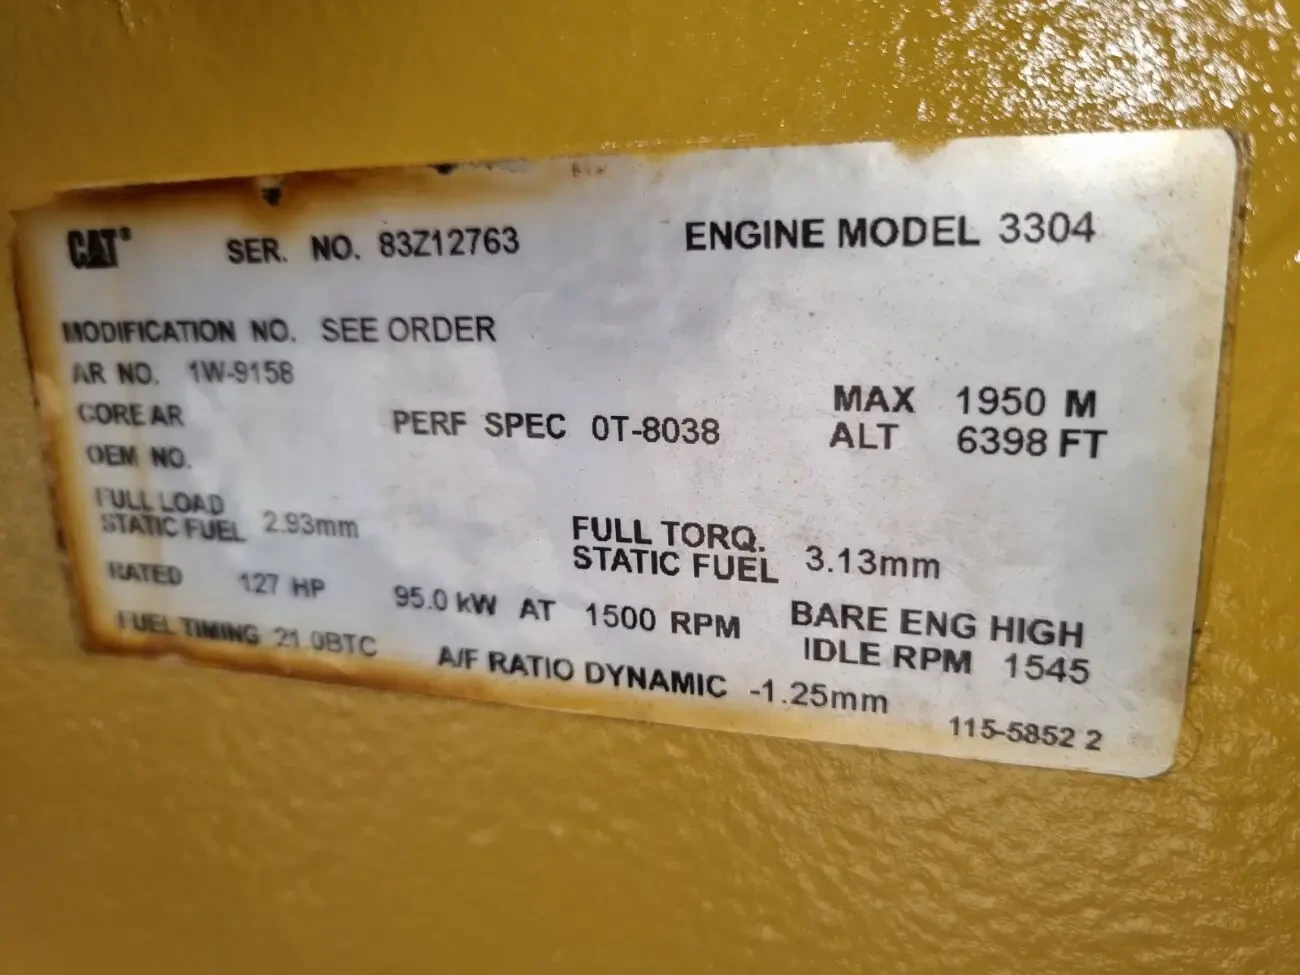 CAT® SER. NO. 83Z12763 ENGINE MODEL 3304
MODIFICATION NO. SEE ORDER
AR NO. 1W-9158
CORE AR PERF SPEC 0T-8038 MAX 1950 M
ALT 6398 FT
OEM NO.
FULL LOAD
STATIC FUEL 2.93mm
FULL TORQ.
STATIC FUEL 3.13mm
RATED 127 HP 95.0 kW AT 1500 RPM
BARE ENG HIGH
IDLE RPM 1545
FUEL TIMING 21.0BTC A/F RATIO DYNAMIC -1.25mm
115-5852 2